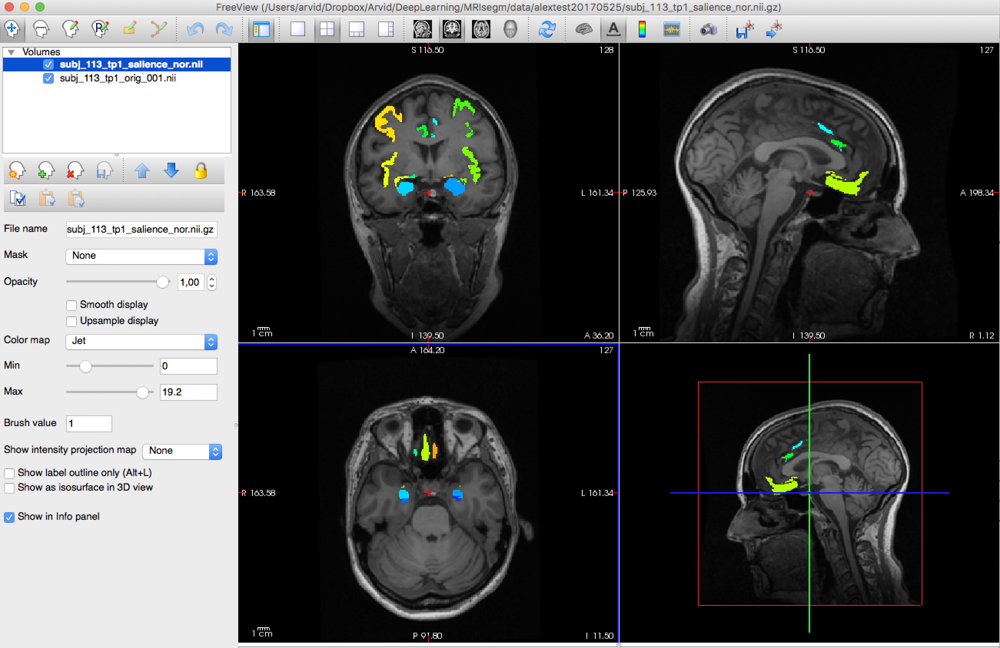 FreeView (/Users/arvid/Dropbox/Arvid/DeepLearning/MRIsegm/data/alextest20170525/subj_113_tp1_salience_nor.nii.gz)
R
A
Volumes
subj_113_tp1_salience_nor.nii
subj_113_tp1_orig_001.nii
File name
subj_113_tp1_salience_nor.nii.gz
Mask
None
Opacity
1,00
Smooth display
Upsample display
Color map
Jet
Min
0
Max
19.2
Brush value
1
Show intensity projection map
None
Show label outline only (Alt+L)
Show as isosurface in 3D view
Show in Info panel
S 116.50
128
R 163.58
L 161.34
1 cm
I 139.50
A 36.20
S 116.50
127
P 125.93
A 198.34
1 cm
I 139.50
R 1.12
A 164.20
127
R 163.58
L 161.34
1 cm
P 91.80
I 11.50